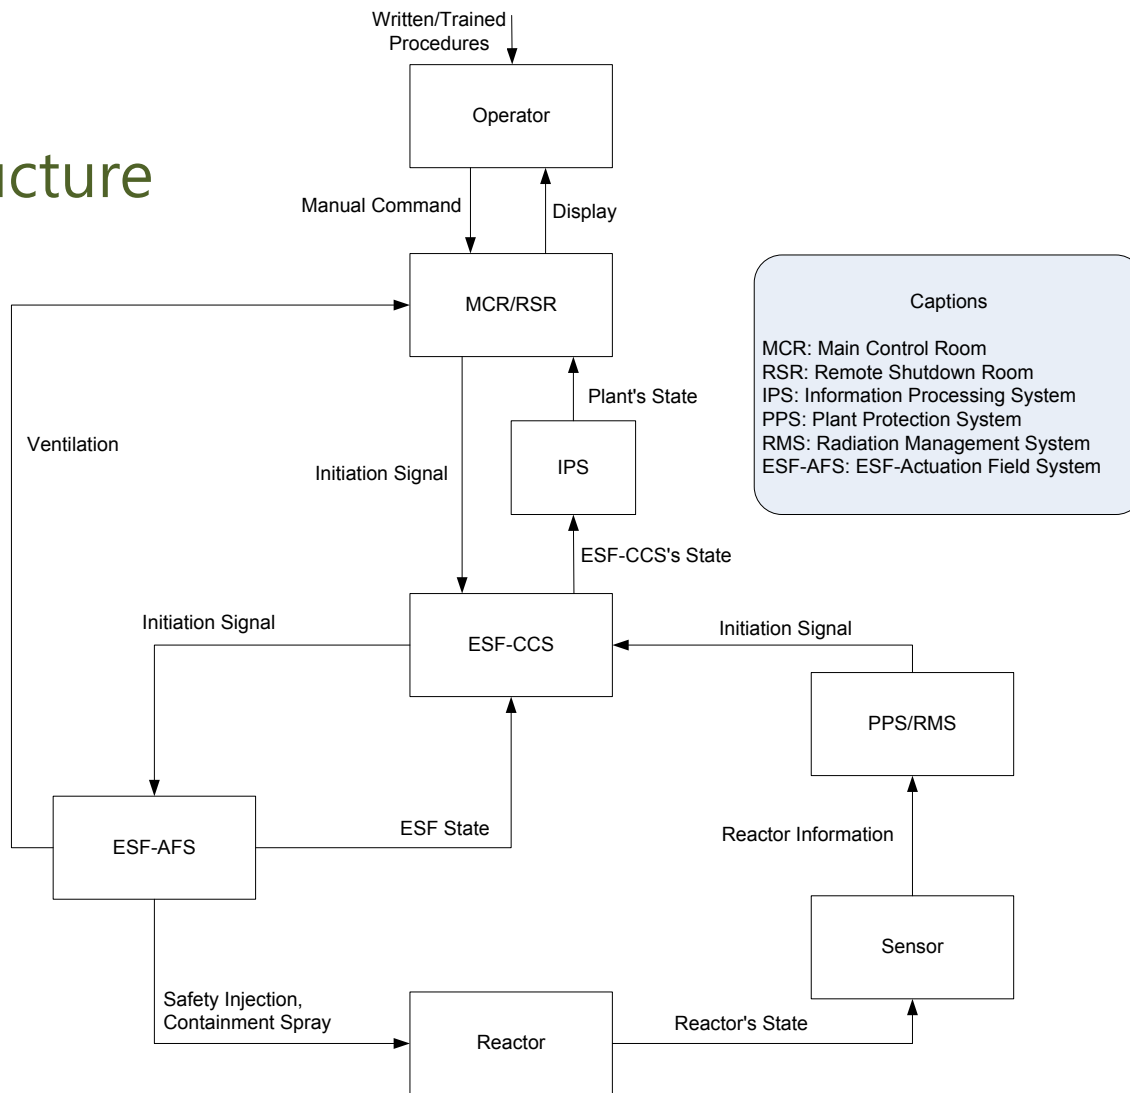 Written/Trained
Procedures
Operator
ucture
Manual Command
Display
MCR/RSR
Captions
MCR: Main Control Room
RSR: Remote Shutdown Room
IPS: Information Processing System
PPS: Plant Protection System
RMS: Radiation Management System
ESF-AFS: ESF-Actuation Field System
Plant's State
Ventilation
Initiation Signal
IPS
ESF-CCS's State
Initiation Signal
ESF-CCS
Initiation Signal
PPS/RMS
ESF-AFS
ESF State
Reactor Information
Sensor
Safety Injection,
Containment Spray
Reactor
Reactor's State